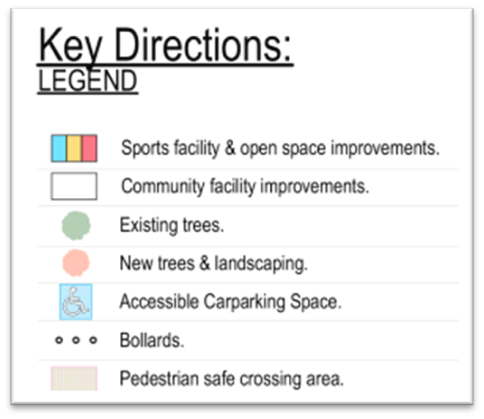 Key Directions:
LEGEND
Sports facility & open space improvements.
Community facility improvements.
Existing trees.
New trees & landscaping.
Accessible Carparking Space.
Bollards.
Pedestrian safe crossing area.